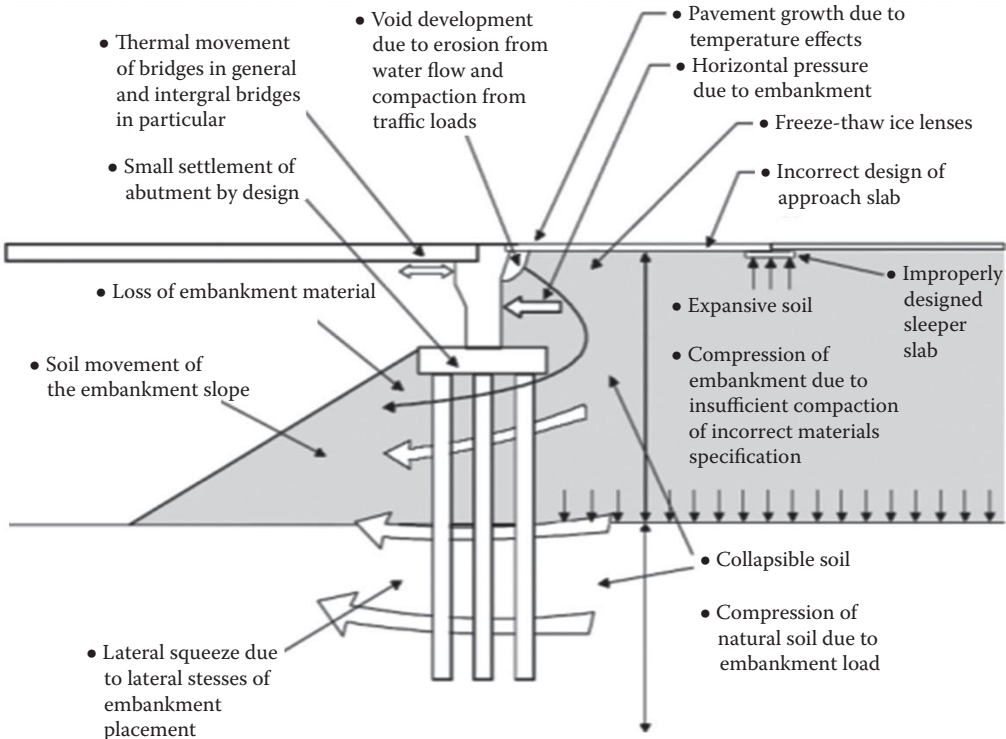 • Thermal movement
of bridges in general
and intergral bridges
in particular
• Small settlement of
abutment by design
• Void development
due to erosion from
water flow and
compaction from
traffic loads
• Pavement growth due to
temperature effects
• Horizontal pressure
due to embankment
• Freeze-thaw ice lenses
• Incorrect design of
approach slab
• Loss of embankment material
• Soil movement of
the embankment slope
• Expansive soil
• Improperly
designed
sleeper
slab
• Compression of
embankment due to
insufficient compaction
of incorrect materials
specification
• Collapsible soil
• Compression of
natural soil due to
embankment load
• Lateral squeeze due
to lateral stesses of
embankment
placement